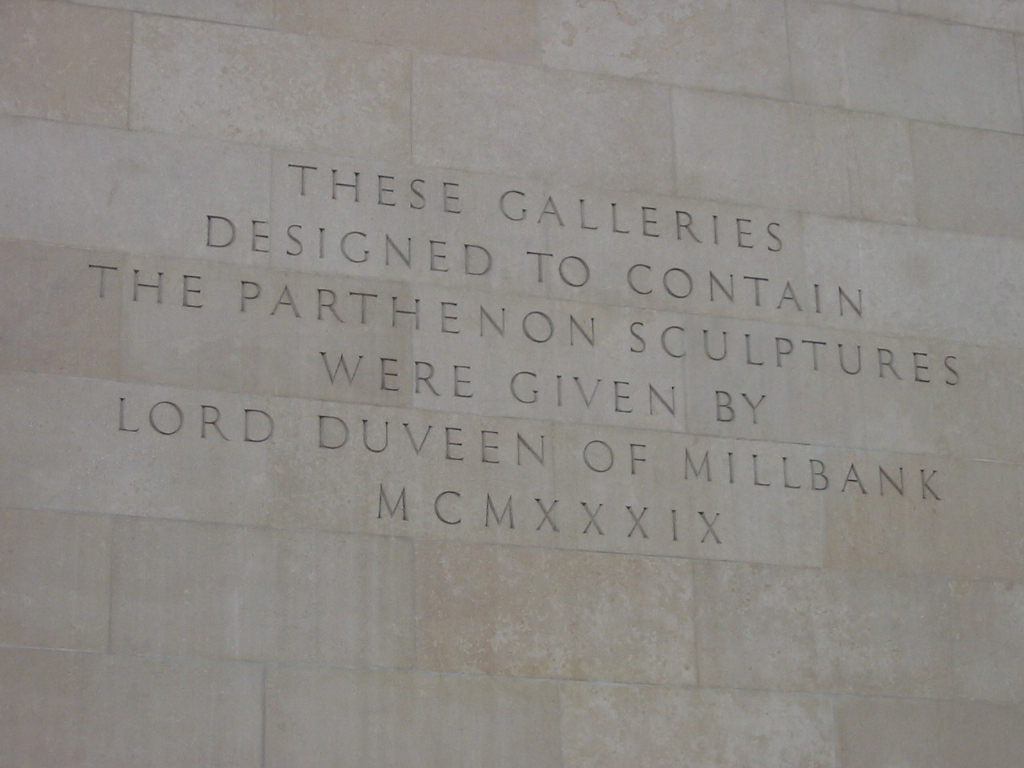 THESE GALLERIES
DESIGNED TO CONTAIN
THE PARTHENON SCULPTURES
WERE GIVEN BY
LORD DUVEEN OF MILLBANK
MCMXXXIX